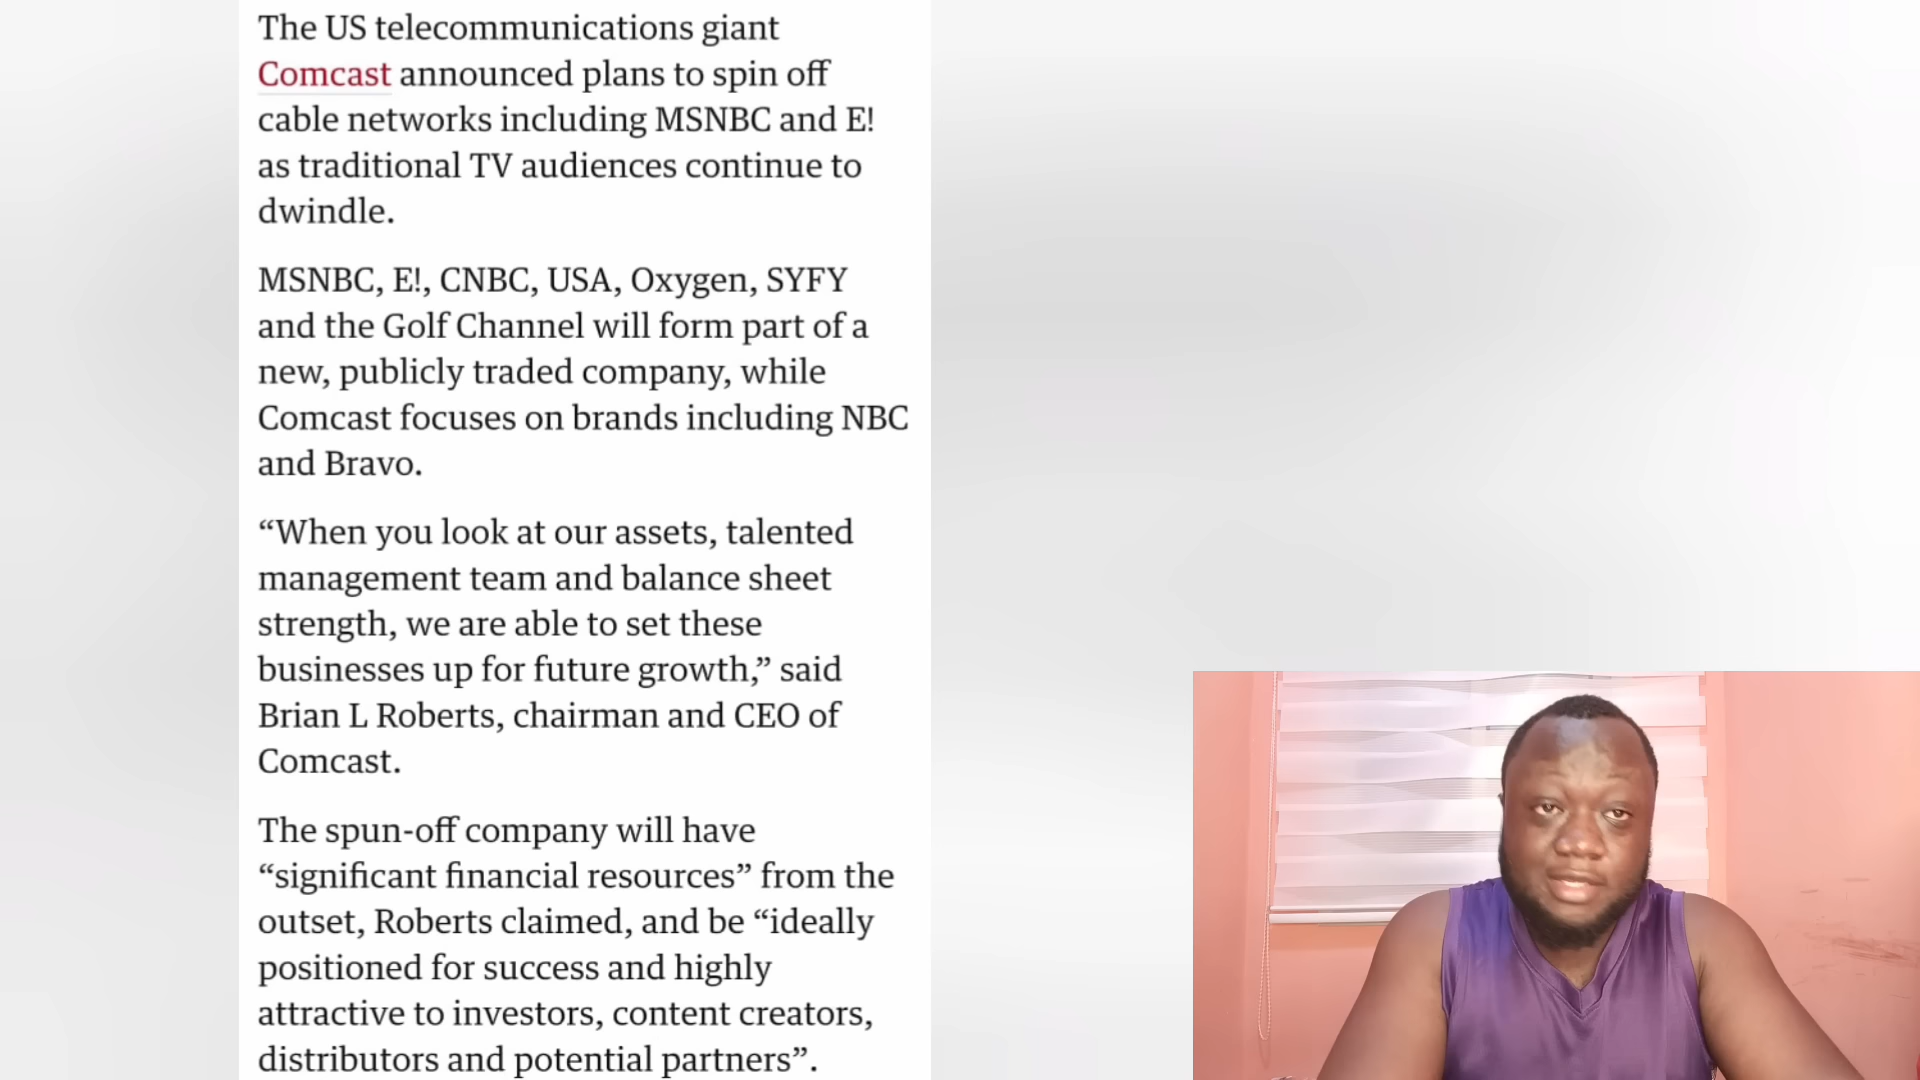 The US telecommunications giant
Comcast announced plans to spin off
cable networks including MSNBC and E!
as traditional TV audiences continue to
dwindle.
MSNBC, E!, CNBC, USA, Oxygen, SYFY
and the Golf Channel will form part of a
new, publicly traded company, while
Comcast focuses on brands including NBC
and Bravo.
“When you look at our assets, talented
management team and balance sheet
strength, we are able to set these
businesses up for future growth,” said
Brian L Roberts, chairman and CEO of
Comcast.
The spun-off company will have
“significant financial resources” from the
outset, Roberts claimed, and be “ideally
positioned for success and highly
attractive to investors, content creators,
distributors and potential partners”.